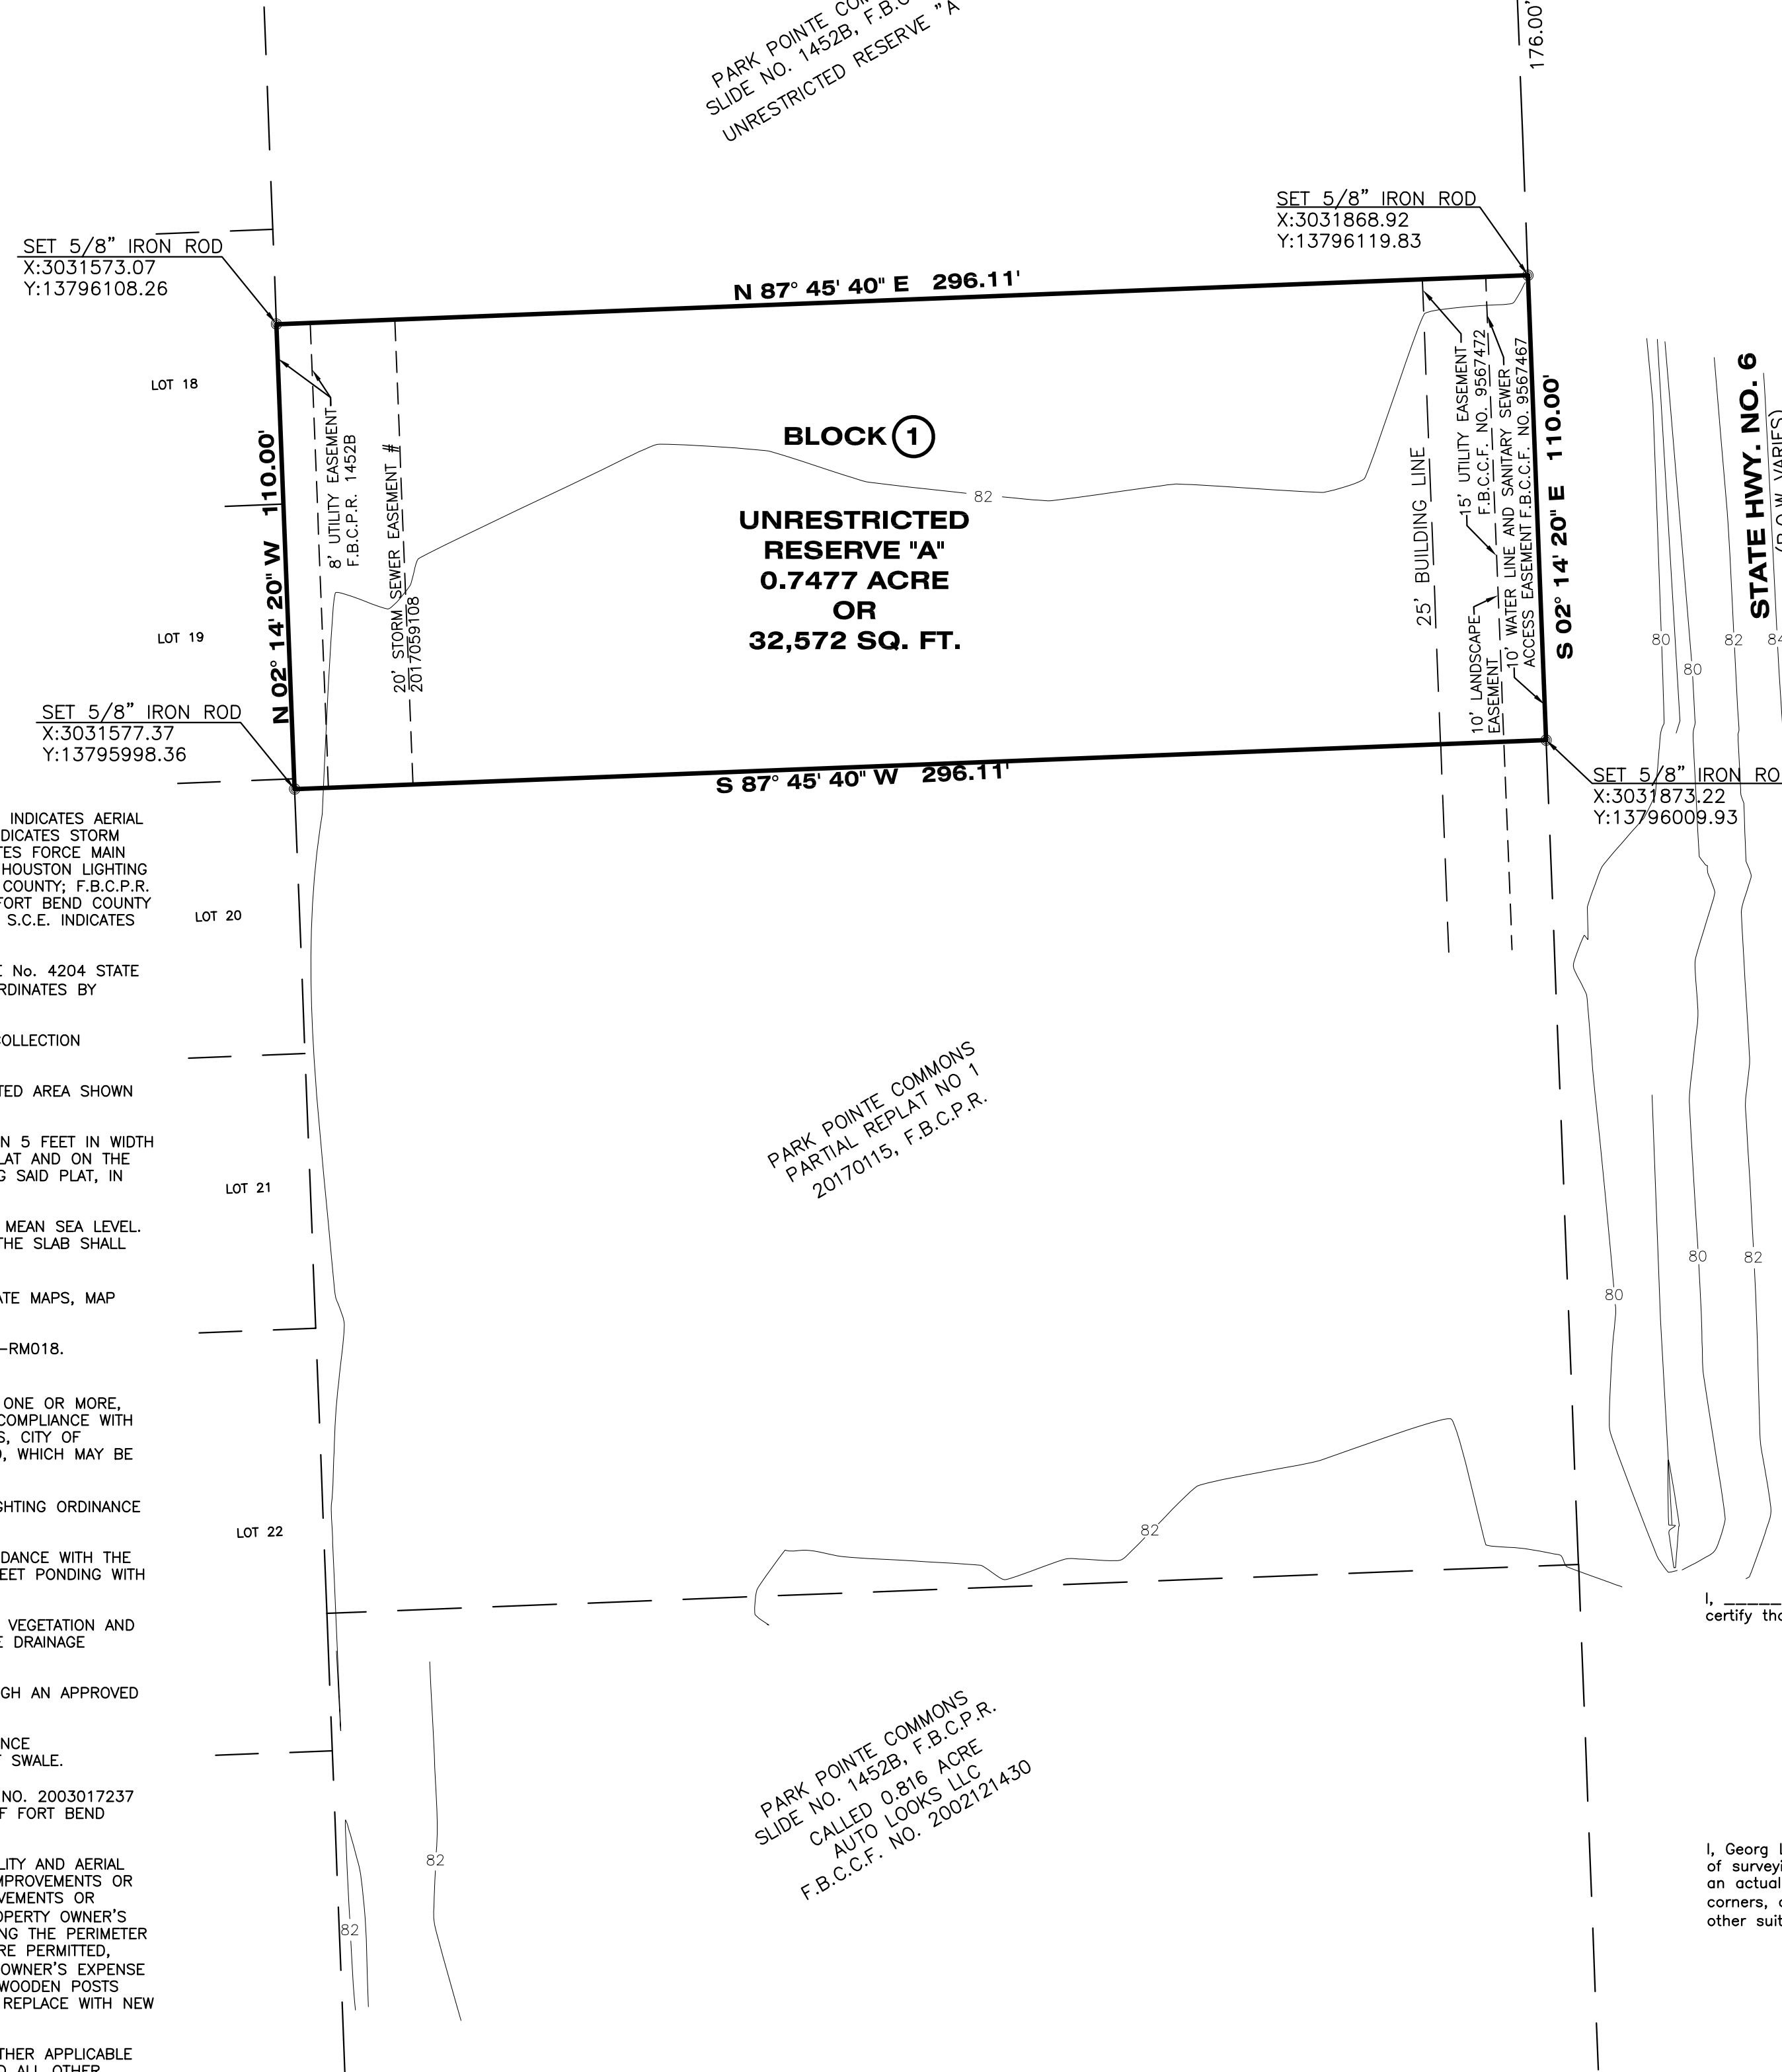 PARK POINTE
SLIDE NO. 1452B,
UNRESTRICTED RESERVE "A
176.00'
SET 5/8" IRON ROD
X:3031868.92
Y:13796119.83
SET 5/8" IRON ROD
X:3031573.07
Y:13796108.26
N 87° 45' 40" E 296.11'
LOT 18
N 02° 14' 20" W 110.00'
8' UTILITY EASEMENT
F.B.C.P.R. 1452B
20' STORM SEWER EASEMENT #
2017059108
BLOCK 1
82
UNRESTRICTED
RESERVE "A"
0.7477 ACRE
OR
32,572 SQ. FT.
25' BUILDING LINE
15' UTILITY EASEMENT
F.B.C.C.F. NO. 9567472
10' LANDSCAPE
EASEMENT
10' WATER LINE AND SANITARY SEWER
ACCESS EASEMENT F.B.C.C.F. NO. 9567467
S 02° 14' 20" E 110.00'
STATE HWY. NO. 6
(R.O.W. VARIES)
80
80
82
84
LOT 19
SET 5/8" IRON ROD
X:3031577.37
Y:13795998.36
S 87° 45' 40" W 296.11'
SET 5/8" IRON RO
X:3031873.22
Y:13796009.93
INDICATES AERIAL
DICATES STORM
TES FORCE MAIN
HOUSTON LIGHTING
COUNTY; F.B.C.P.R.
FORT BEND COUNTY
S.C.E. INDICATES
LOT 20
E No. 4204 STATE
RDINATES BY
OLLECTION
TED AREA SHOWN
N 5 FEET IN WIDTH
LAT AND ON THE
G SAID PLAT, IN
LOT 21
MEAN SEA LEVEL.
THE SLAB SHALL
ATE MAPS, MAP
-RM018.
PARK POINTE COMMONS
PARTIAL REPLAT NO 1
20170115, F.B.C.P.R.
80
82
80
ONE OR MORE,
COMPLIANCE WITH
S, CITY OF
D, WHICH MAY BE
GHTING ORDINANCE
LOT 22
82
DANCE WITH THE
EET PONDING WITH
VEGETATION AND
E DRAINAGE
I, ______
certify tha
GH AN APPROVED
NCE
T SWALE.
NO. 2003017237
F FORT BEND
PARK POINTE COMMONS
SLIDE NO. 1452B, F.B.C.P.R.
CALLED 0.816 ACRE
AUTO LOOKS LLC
F.B.C.C.F. NO. 2002121430
82
82
LITY AND AERIAL
MPROVEMENTS OR
VEMENTS OR
OPERTY OWNER'S
NG THE PERIMETER
RE PERMITTED,
OWNER'S EXPENSE
WOODEN POSTS
REPLACE WITH NEW
I, Georg L
of surveyi
an actual
corners, a
other suit
THER APPLICABLE